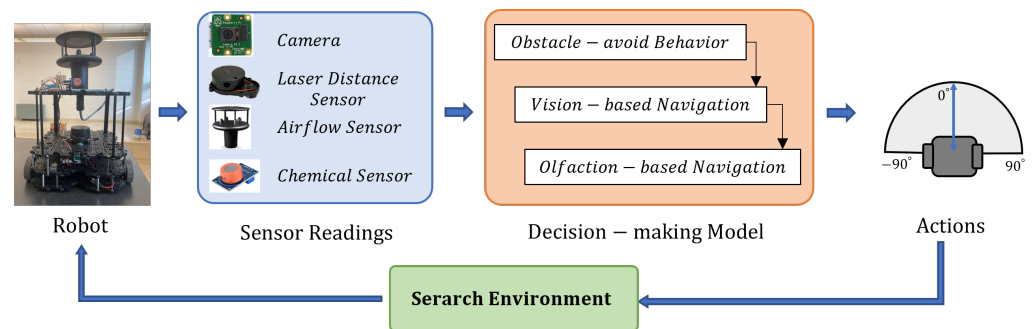 Camera
Laser Distance
Sensor
Airflow Sensor
Chemical Sensor
Obstacle − avoid Behavior
Vision − based Navigation
Olfaction − based Navigation
0°
−90°
90°
Robot
Sensor Readings
Decision − making Model
Actions
Serarch Environment